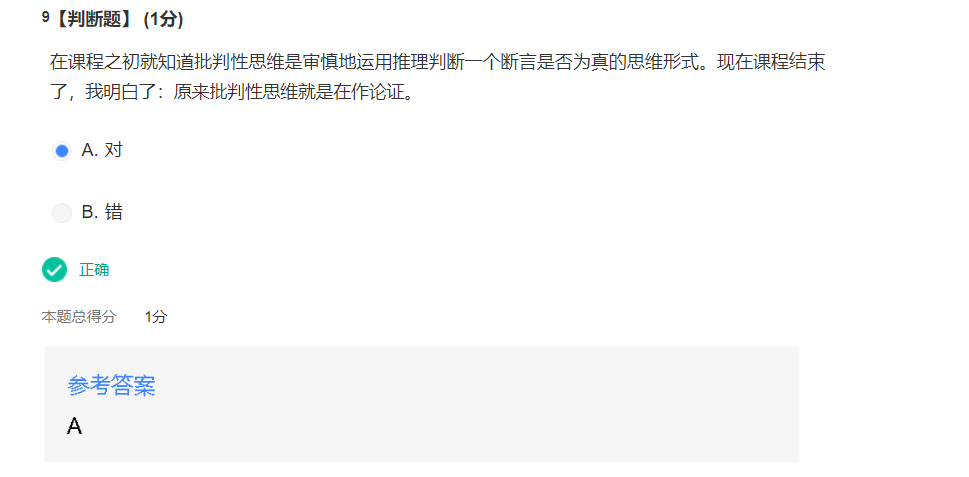 9【判断题】 (1分)
在课程之初就知道批判性思维是审慎地运用推理判断一个断言是否为真的思维形式。现在课程结束
了，我明白了：原来批判性思维就是在作论证。
A. 对
B. 错
正确
本题总得分 1分
参考答案
A